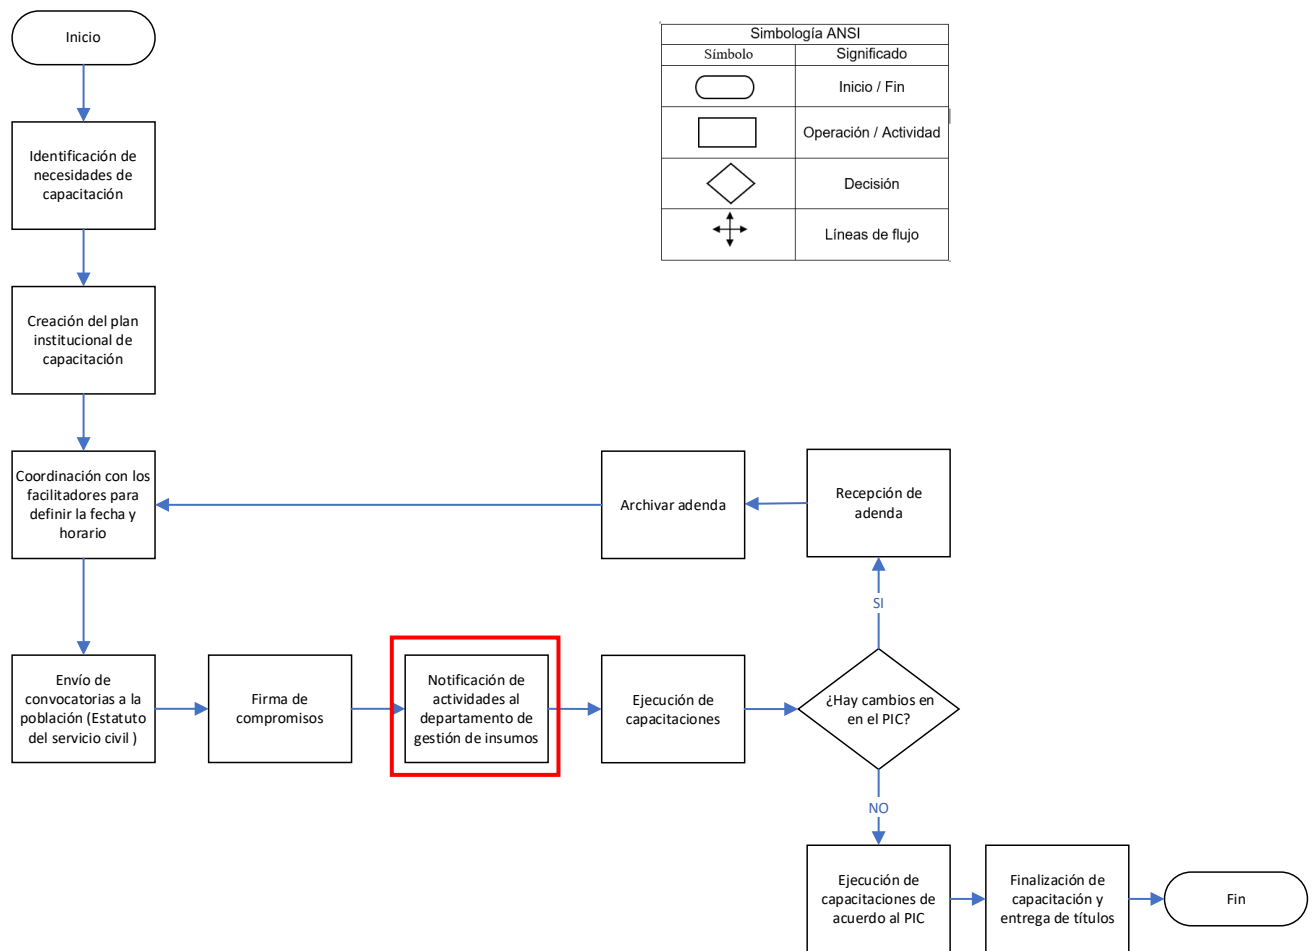 Inicio
Simbología ANSI
Símbolo
Significado
Inicio / Fin
Operación / Actividad
Decisión
Líneas de flujo
Identificación de
necesidades de
capacitación
Creación del plan
institucional de
capacitación
Coordinación con los
facilitadores para
definir la fecha y
horario
Archivar adenda
Recepción de
adenda
SI
Envío de
convocatorias a la
población (Estatuto
del servicio civil )
Firma de
compromisos
Notificación de
actividades al
departamento de
gestión de insumos
Ejecución de
capacitaciones
¿Hay cambios en
en el PIC?
NO
Ejecución de
capacitaciones de
acuerdo al PIC
Finalización de
capacitación y
entrega de títulos
Fin